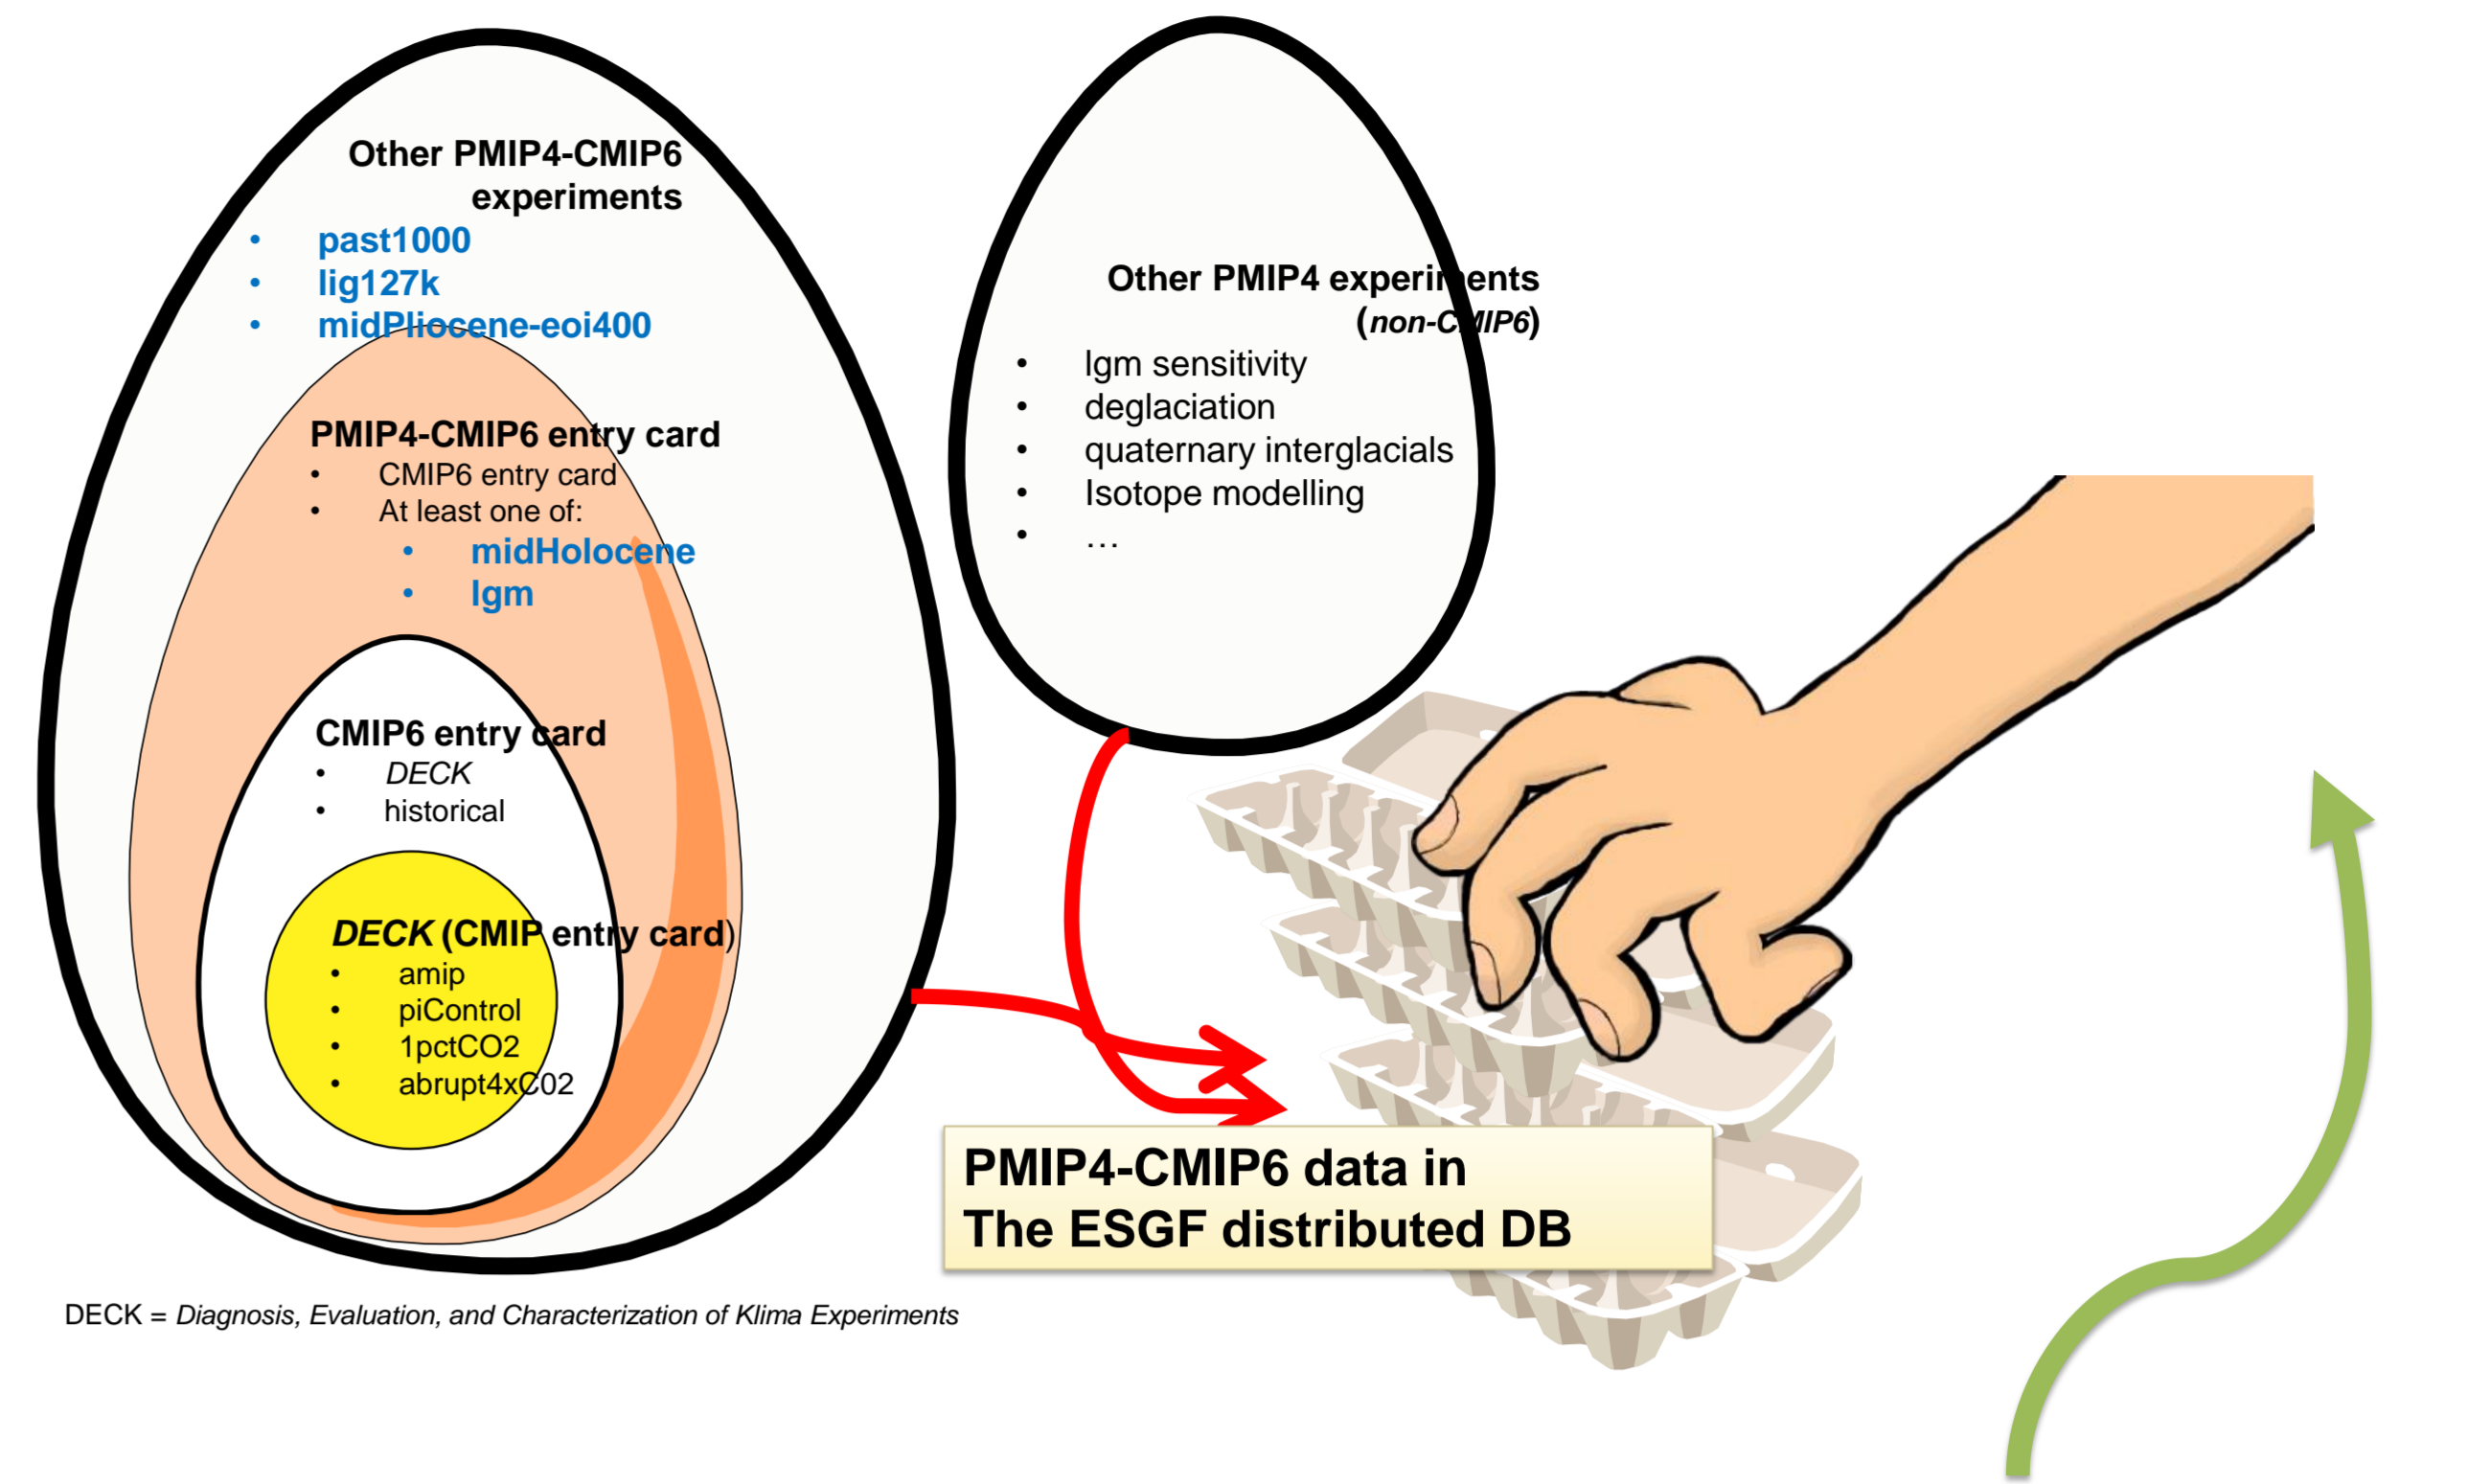 Other PMIP4-CMIP6
experiments
• past1000
• lig127k
• midPliocene-eoi400
PMIP4-CMIP6 entry card
• CMIP6 entry card
• At least one of:
• midHolocene
• lgm
CMIP6 entry card
• DECK
• historical
DECK (CMIP entry card)
• amip
• piControl
• 1pctCO2
• abrupt4xC02
DECK = Diagnosis, Evaluation, and Characterization of Klima Experiments
Other PMIP4 experiments
(non-CMIP6)
• lgm sensitivity
• deglaciation
• quaternary interglacials
• Isotope modelling
• …
PMIP4-CMIP6 data in
The ESGF distributed DB